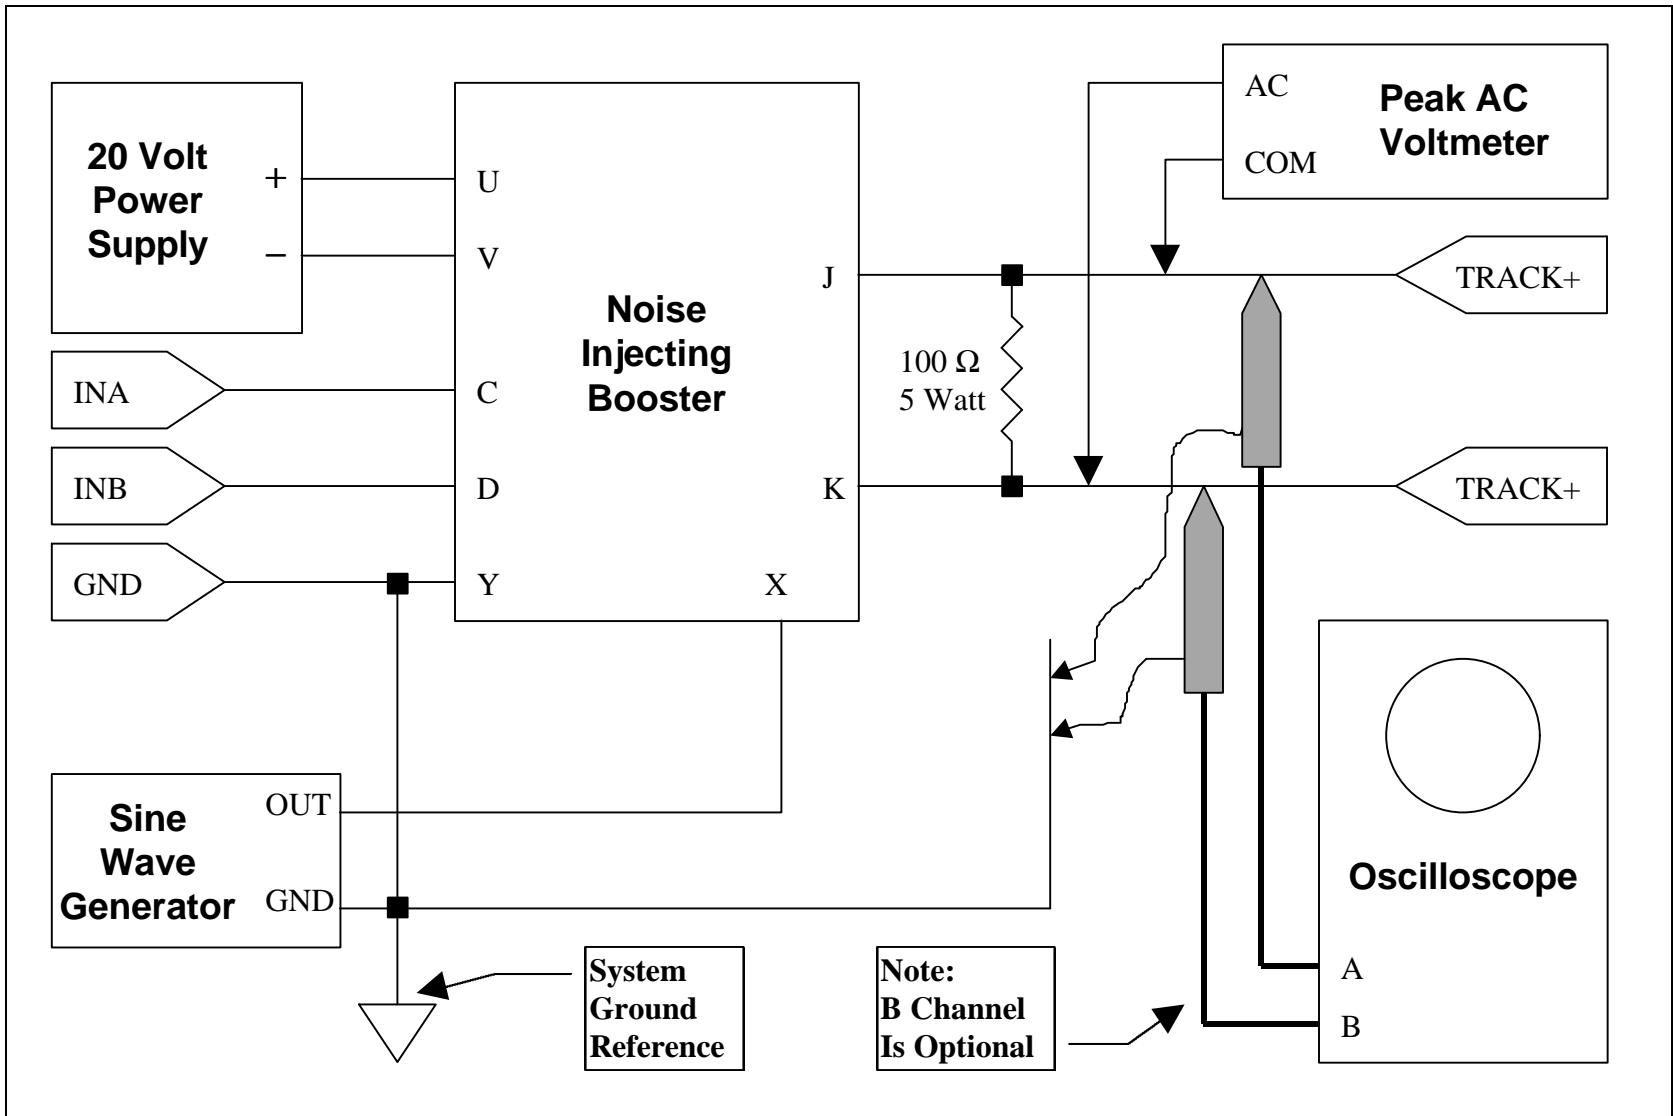 20 Volt
Power
Supply
+
−
U
V
INA
C
INB
D
GND
Y
X
J
K
Noise
Injecting
Booster
100 Ω
5 Watt
AC
COM
Peak AC
Voltmeter
TRACK+
TRACK+
Sine
Wave
Generator
OUT
GND
System
Ground
Reference
Note:
B Channel
Is Optional
Oscilloscope
A
B